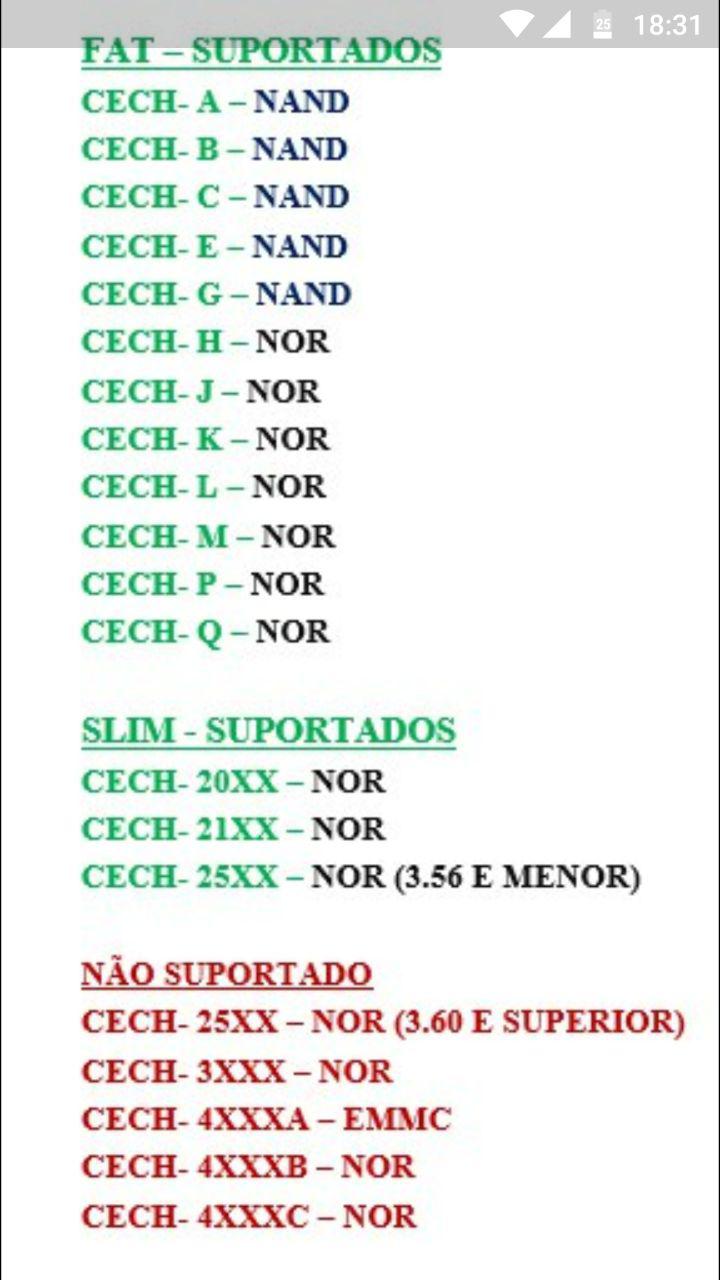 25 18:31
FAT – SUPORTADOS
CECH- A – NAND
CECH- B – NAND
CECH- C – NAND
CECH- E – NAND
CECH- G – NAND
CECH- H – NOR
CECH- J – NOR
CECH- K – NOR
CECH- L – NOR
CECH- M – NOR
CECH- P – NOR
CECH- Q – NOR
SLIM - SUPORTADOS
CECH- 20XX – NOR
CECH- 21XX – NOR
CECH- 25XX – NOR (3.56 E MENOR)
NÃO SUPORTADO
CECH- 25XX – NOR (3.60 E SUPERIOR)
CECH- 3XXX – NOR
CECH- 4XXXA – EMMC
CECH- 4XXXB – NOR
CECH- 4XXXC – NOR